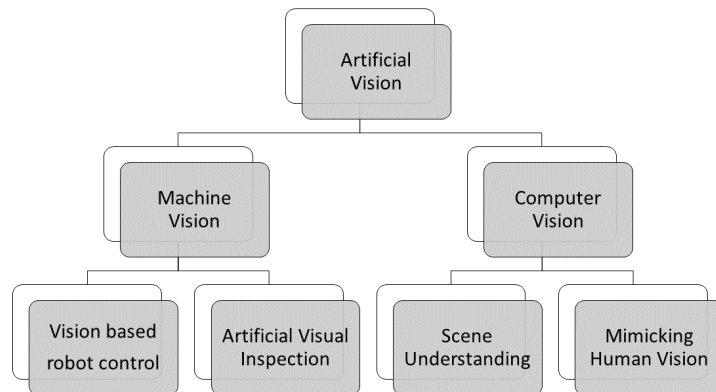 Artificial
Vision
Machine
Vision
Computer
Vision
Vision based
robot control
Artificial Visual
Inspection
Scene
Understanding
Mimicking
Human Vision